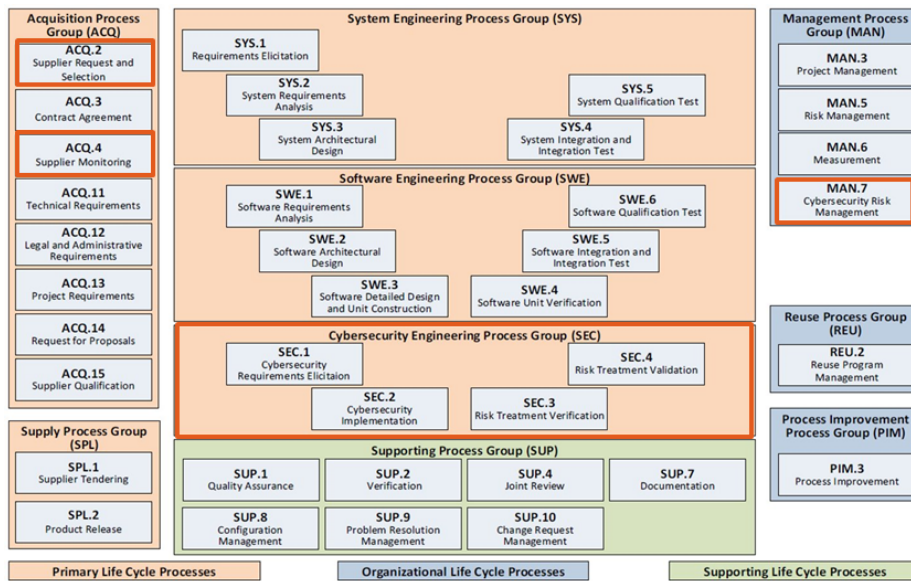 Acquisition Process
Group (ACQ)
ACQ.2
Supplier Request and
Selection
ACQ.3
Contract Agreement
ACQ.4
Supplier Monitoring
ACQ.11
Technical Requirements
ACQ.12
Legal and Administrative
Requirements
ACQ.13
Project Requirements
ACQ.14
Request for Proposals
ACQ.15
Supplier Qualification
Supply Process Group
(SPL)
SPL.1
Supplier Tendering
SPL.2
Product Release
System Engineering Process Group (SYS)
SYS.1
Requirements Elicitation
SYS.2
System Requirements
Analysis
SYS.3
System Architectural
Design
SYS.5
System Qualification Test
SYS.4
System Integration and
Integration Test
Software Engineering Process Group (SWE)
SWE.1
Software Requirements
Analysis
SWE.2
Software Architectural
Design
SWE.3
Software Detailed Design
and Unit Construction
SWE.6
Software Qualification Test
SWE.5
Software Integration and
Integration Test
SWE.4
Software Unit Verification
Cybersecurity Engineering Process Group (SEC)
SEC.1
Cybersecurity
Requirements Elicitaion
SEC.2
Cybersecurity
Implementation
SEC.4
Risk Treatment Validation
SEC.3
Risk Treatment Verification
Supporting Process Group (SUP)
SUP.1
Quality Assurance
SUP.2
Verification
SUP.4
Joint Review
SUP.7
Documentation
SUP.8
Configuration
Management
SUP.9
Problem Resolution
Management
SUP.10
Change Request
Management
Management Process
Group (MAN)
MAN.3
Project Management
MAN.5
Risk Management
MAN.6
Measurement
MAN.7
Cybersecurity Risk
Management
Reuse Process Group
(REU)
REU.2
Reuse Program
Management
Process Improvement
Process Group (PIM)
PIM.3
Process Improvement
Primary Life Cycle Processes
Organizational Life Cycle Processes
Supporting Life Cycle Processes